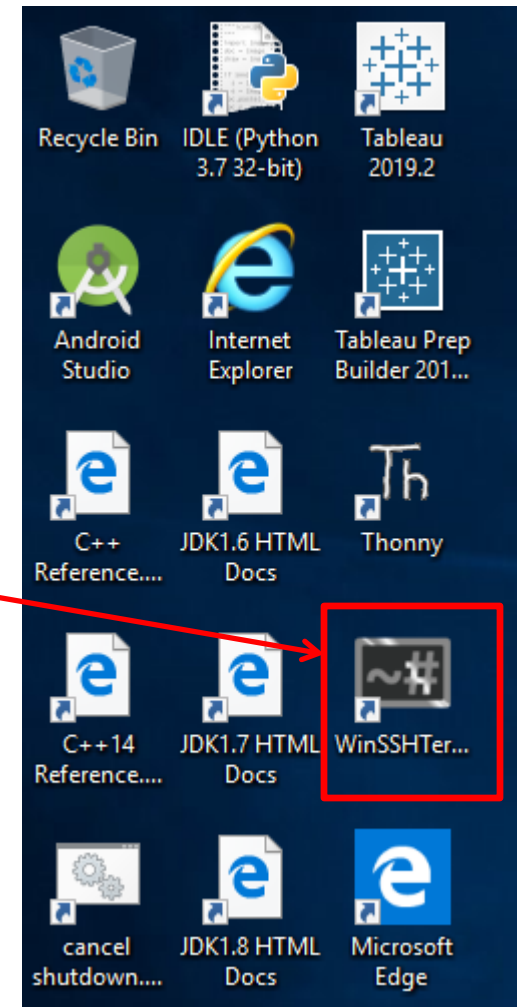 Recycle Bin
IDLE (Python
3.7 32-bit)
Tableau
2019.2
Android
Studio
Internet
Explorer
Tableau Prep
Builder 201...
C++
Reference....
JDK1.6 HTML
Docs
Th
Thonny
C++14
Reference....
JDK1.7 HTML
Docs
~#
WinSSHTer...
cancel
shutdown....
JDK1.8 HTML
Docs
Microsoft
Edge